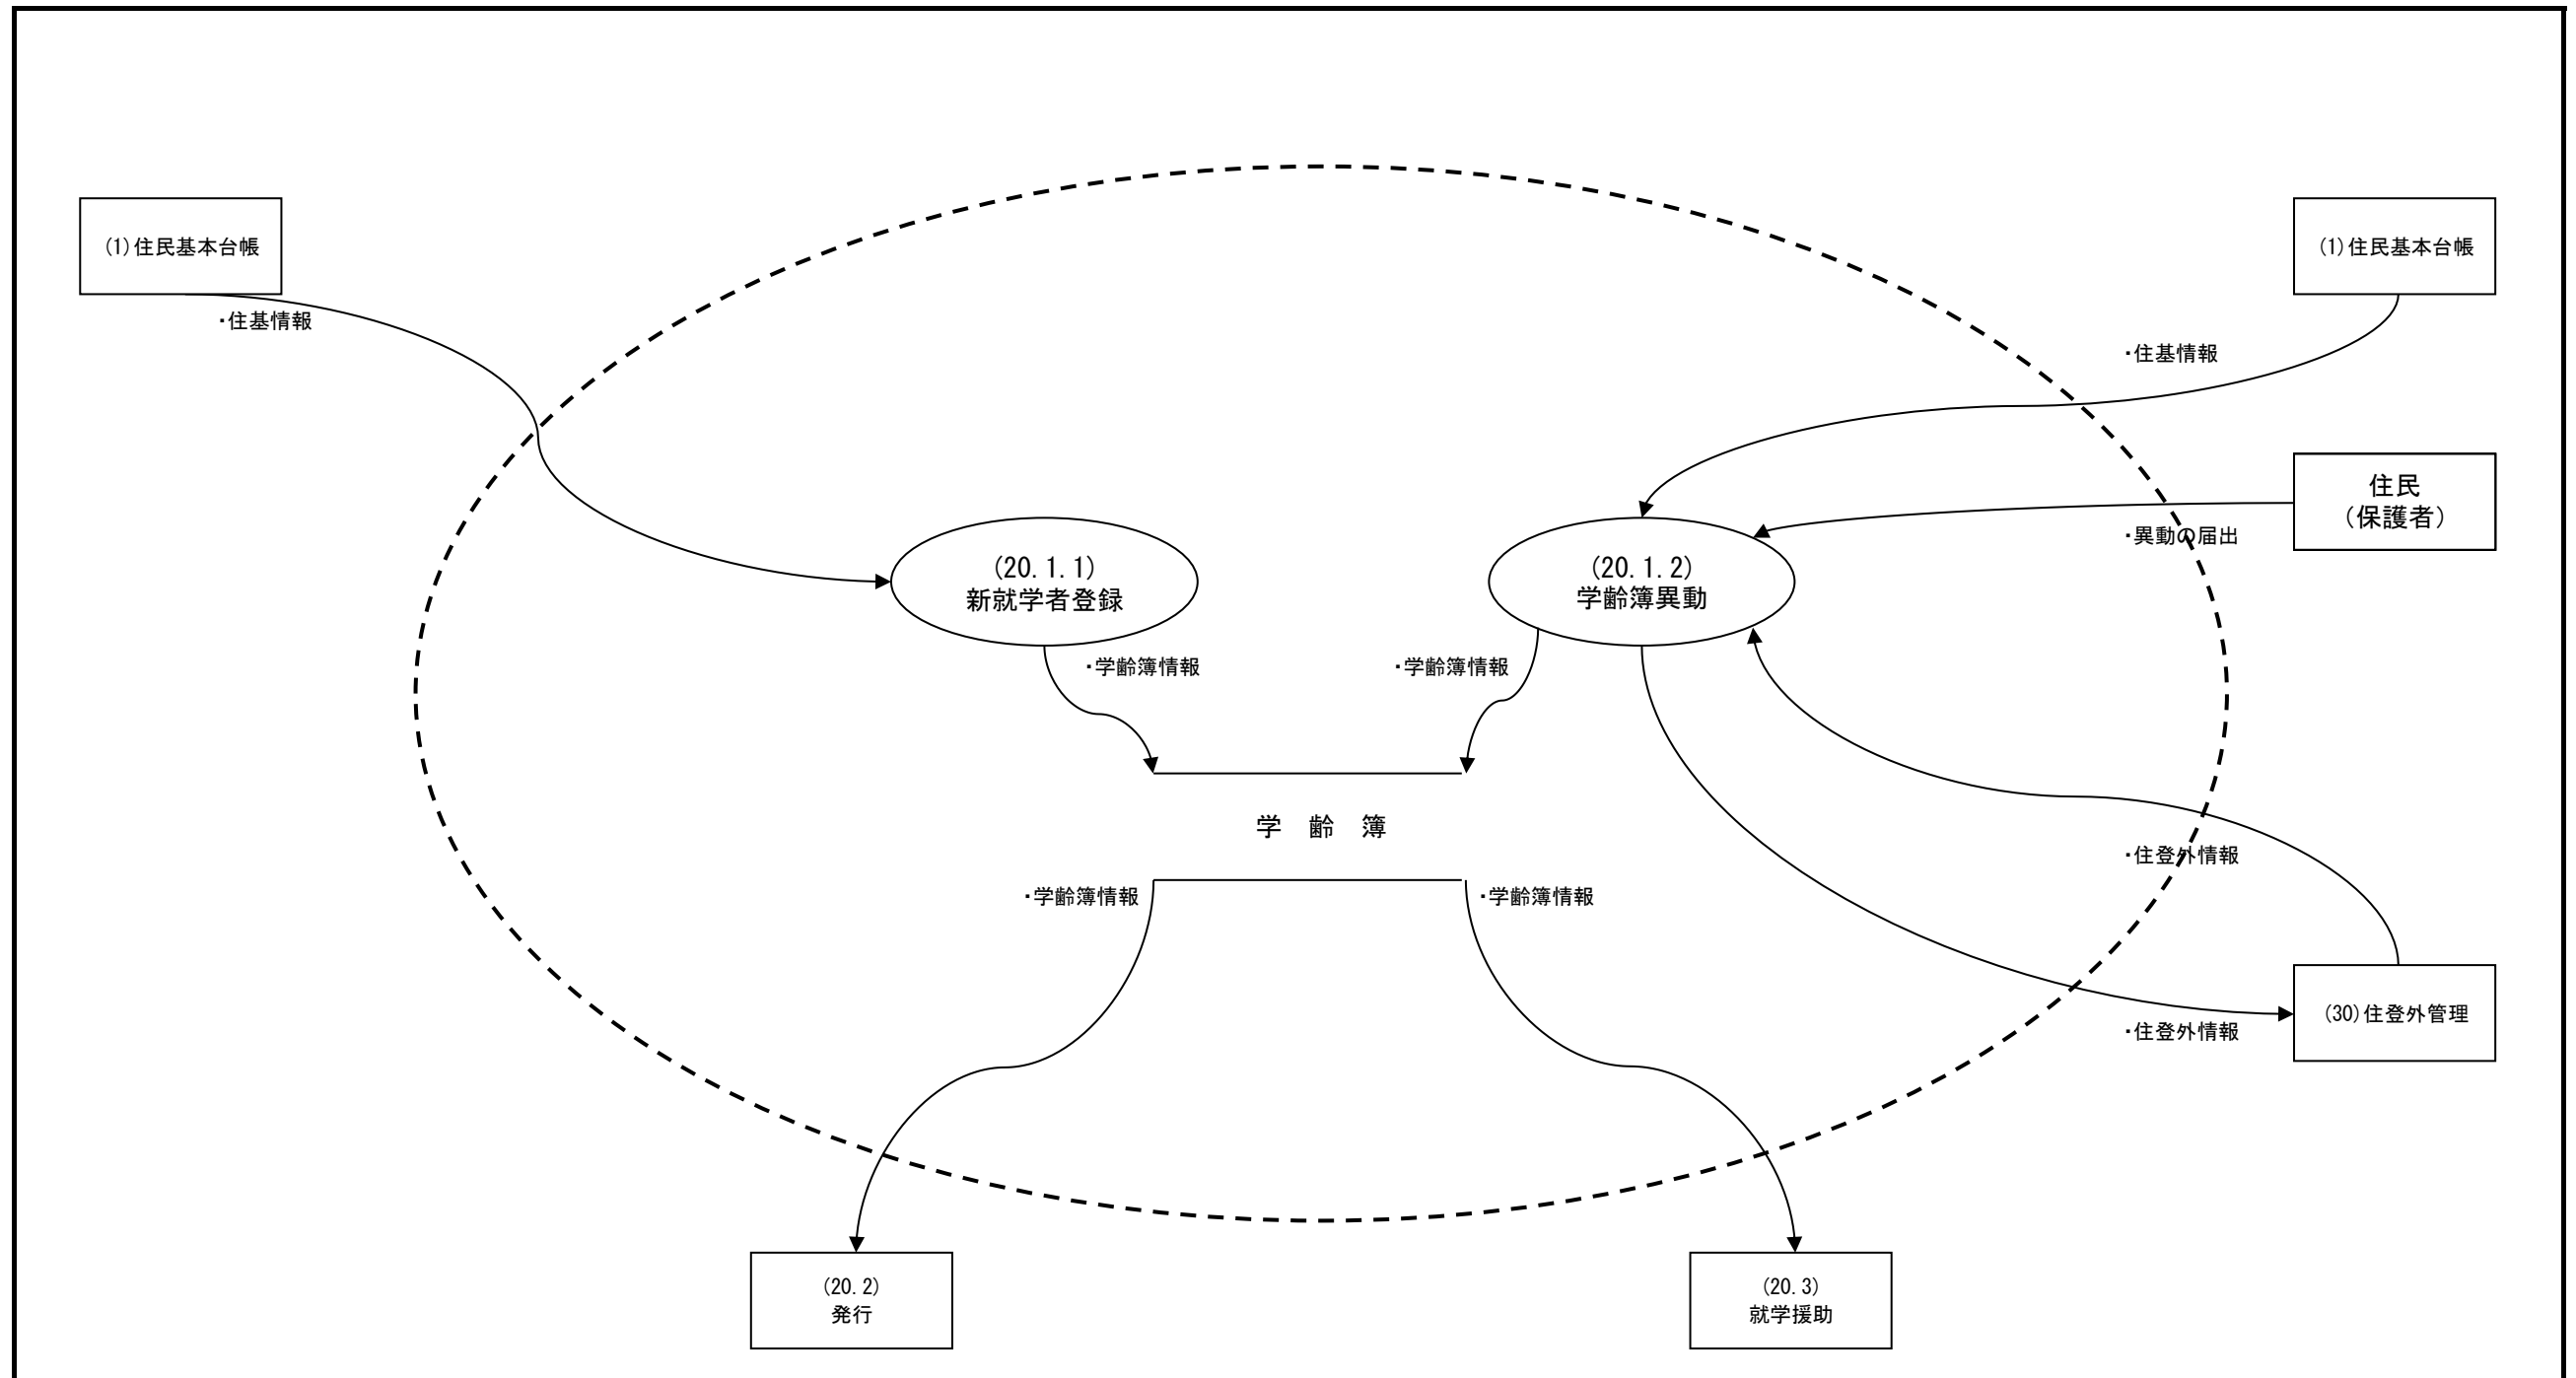 (1)住民基本台帳
(1)住民基本台帳
・住基情報
・住基情報
住民
（保護者）
・異動の届出
(20.1.1)
新就学者登録
(20.1.2)
学齢簿異動
・学齢簿情報
・学齢簿情報
学 齢 簿
・住登外情報
・学齢簿情報
・学齢簿情報
(30)住登外管理
・住登外情報
(20.2)
発行
(20.3)
就学援助